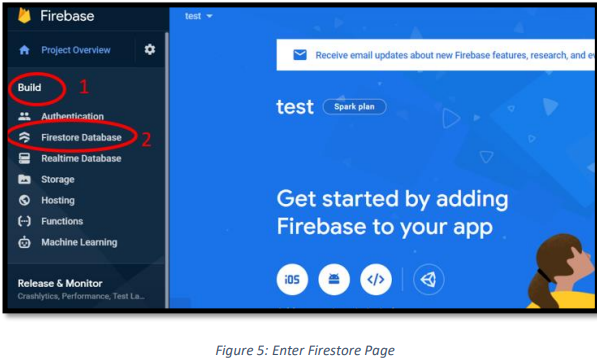 Firebase
test
Project Overview
Receive email updates about new Firebase features, research, and
Build
1
test
Spark plan
Authentication
Firestore Database
2
Realtime Database
Storage
Hosting
Functions
Machine Learning
Get started by adding
Firebase to your app
iOS
</>
Release & Monitor
Crashlytics, Performance, Test La...
Figure 5: Enter Firestore Page